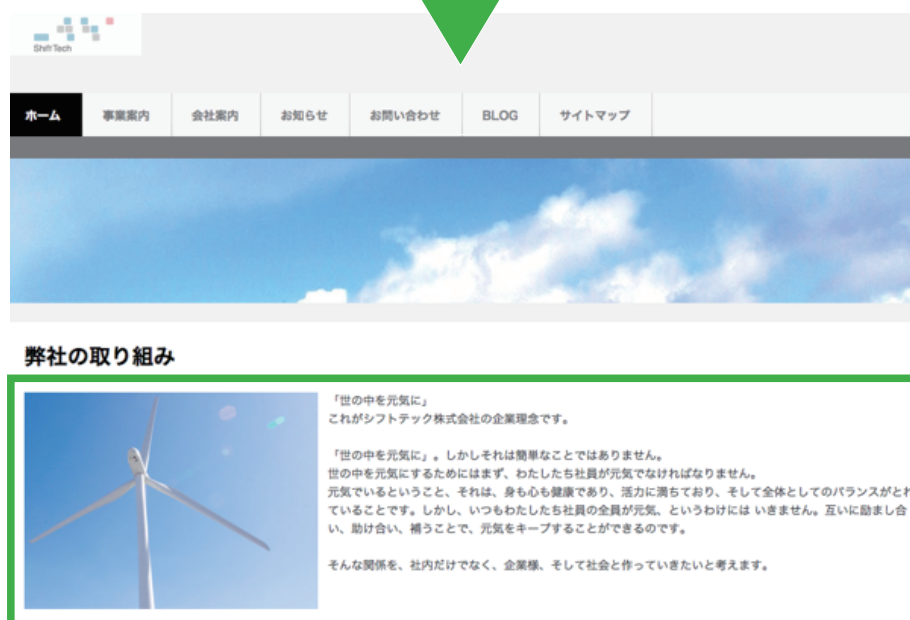 Shift Tech
ホーム 事業案内 会社案内 お知らせ お問い合わせ BLOG サイトマップ
弊社の取り組み
「世の中を元気に」
これがシフトテック株式会社の企業理念です。
「世の中を元気に」。しかしそれは簡単なことではありません。
世の中を元気にするためにはまず、わたしたち社員が元気でなければなりません。
元気でいるということ、それは、身も心も健康であり、活力に満ちており、そして全体としてのバランスがとれ
ていることです。しかし、いつもわたしたち社員の全員が元気、というわけには いきません。互いに励まし合
い、助け合い、補うことで、元気をキープすることができるのです。
そんな関係を、社内だけでなく、企業様、そして社会と作っていきたいと考えます。